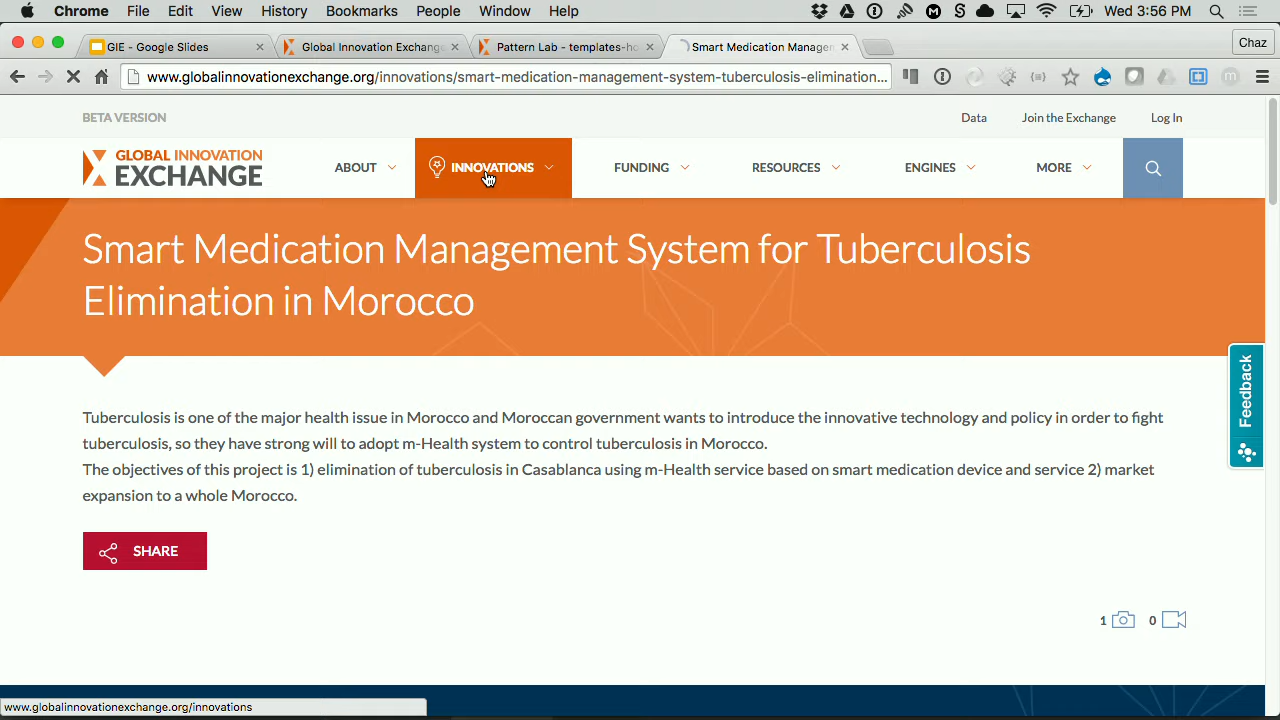 Chrome File Edit View History Bookmarks People Window Help Wed 3:56 PM
GIE - Google Slides Global Innovation Exchange Pattern Lab - templates-ho Smart Medication Manage Chaz
www.globalinnovationexchange.org/innovations/smart-medication-management-system-tuberculosis-elimination...
BETA VERSION Data Join the Exchange Log In
GLOBAL INNOVATION
EXCHANGE
ABOUT INNOVATIONS FUNDING RESOURCES ENGINES MORE
Smart Medication Management System for Tuberculosis
Elimination in Morocco
Feedback
Tuberculosis is one of the major health issue in Morocco and Moroccan government wants to introduce the innovative technology and policy in order to fight
tuberculosis, so they have strong will to adopt m-Health system to control tuberculosis in Morocco.
The objectives of this project is 1) elimination of tuberculosis in Casablanca using m-Health service based on smart medication device and service 2) market
expansion to a whole Morocco.
SHARE
1 0
www.globalinnovationexchange.org/innovations